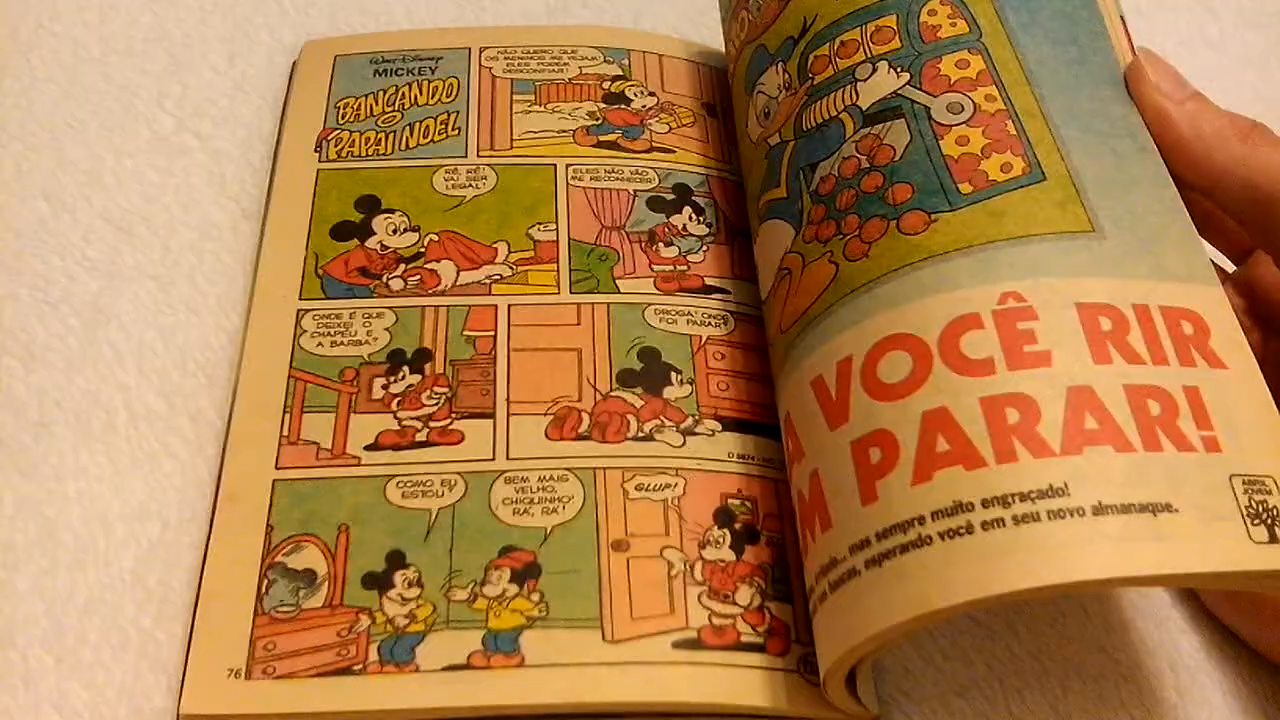 Walt Disney
MICKEY
BANCANDO
O
PAPAI NOEL
NÃO QUERO QUE
OS MENINOS ME VEJAM!
ELES PODEM
DESCONFIAR!
RÊ, RÊ!
VAI SER
LEGAL!
ELES NÃO VÃO
ME RECONHECER!
ONDE É QUE
DEIXEI O
CHAPÉU E
A BARBA?
DROGA! ONDE
FOI PARAR?
COMO EU
ESTOU?
BEM MAIS
VELHO,
CHIQUINHO!
RÁ, RÁ!
GLUP!
76
VOCÊ RIR
PARAR!
mas sempre muito engraçado!
esperando você em seu novo almanaque.
ABRIL
JOVEM